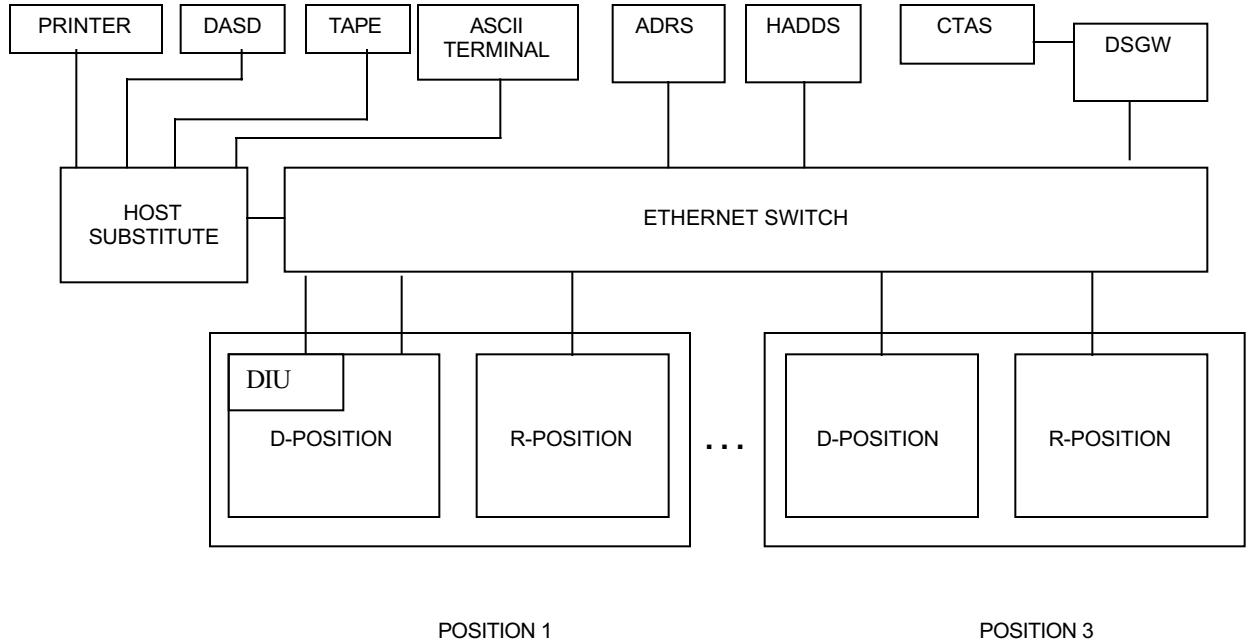 PRINTER
DASD
TAPE
ASCII
TERMINAL
ADRS
HADDS
CTAS
DSGW
HOST
SUBSTITUTE
ETHERNET SWITCH
DIU
D-POSITION
R-POSITION
. . .
D-POSITION
R-POSITION
POSITION 1
POSITION 3